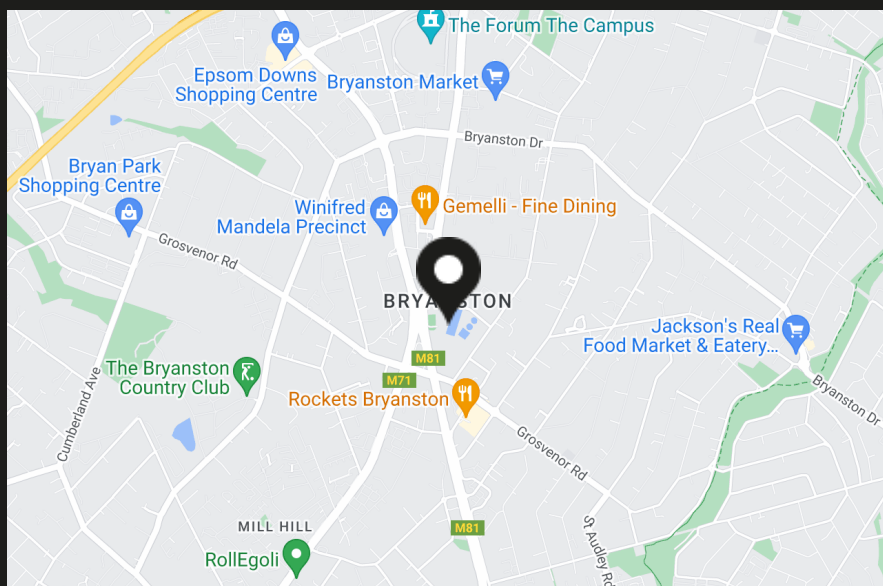 The Forum The Campus
Epsom Downs
Shopping Centre
Bryanston Market
Bryanston Dr
Bryan Park
Shopping Centre
Winifred
Mandela Precinct
Gemelli - Fine Dining
Grosvenor Rd
BRYANSTON
Jackson's Real
Food Market & Eatery...
M81
M71
The Bryanston
Country Club
Rockets Bryanston
Bryanston Dr
Cumberland Ave
Grosvenor Rd
MILL HILL
M81
St Audley Rd
RollEgoli